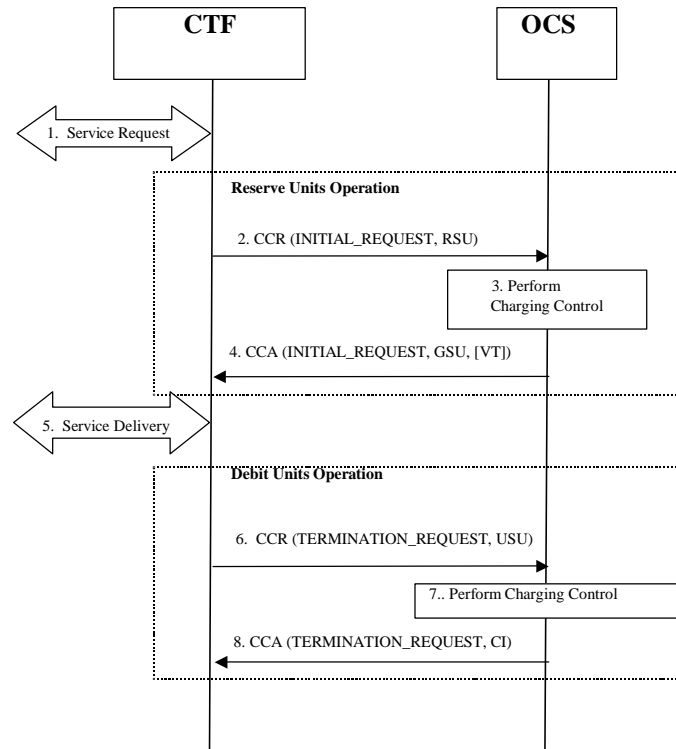 CTF
OCS
1. Service Request
Reserve Units Operation
2. CCR (INITIAL_REQUEST, RSU)
3. Perform
Charging Control
4. CCA (INITIAL_REQUEST, GSU, [VT])
5. Service Delivery
Debit Units Operation
6. CCR (TERMINATION_REQUEST, USU)
7.. Perform Charging Control
8. CCA (TERMINATION_REQUEST, CI)